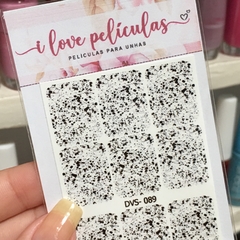 i love películas
PELÍCULAS PARA UNHAS
DVS- 089